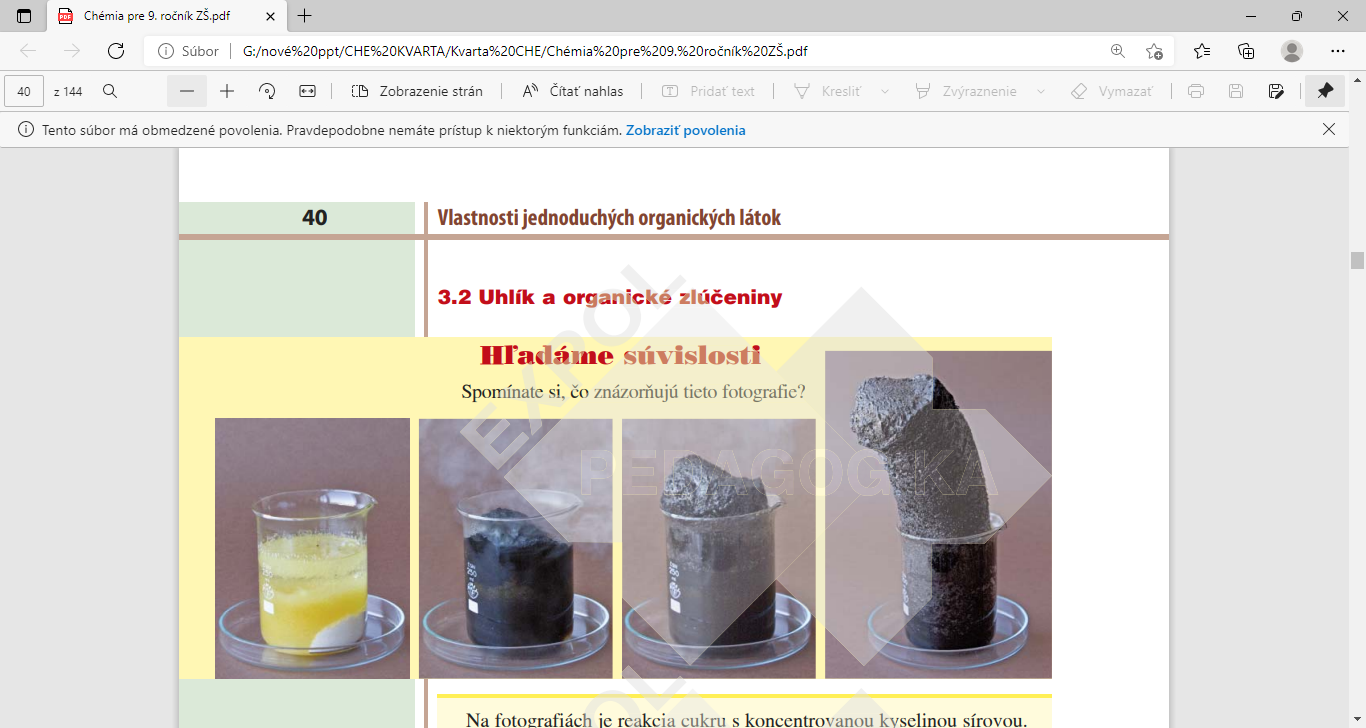 Chémia pre 9. ročník ZŠ.pdf
Súbor
G:/nové%20ppt/CHE%20KVARTA/Kvarta%20CHE/Chémia%20pre%209.%20ročník%20ZŠ.pdf
40
z 144
Zobrazenie strán
Čítať nahlas
Pridať text
Kresliť
Zvýraznenie
Vymazať
Tento súbor má obmedzené povolenia. Pravdepodobne nemáte prístup k niektorým funkciám. Zobraziť povolenia
40
Vlastnosti jednoduchých organických látok
3.2 Uhlík a organické zlúčeniny
Hľadáme súvislosti
Spomínate si, čo znázorňujú tieto fotografie?
EXPOL
PEDAGOGIKA
Na fotografiách je reakcia cukru s koncentrovanou kyselinou sírovou.